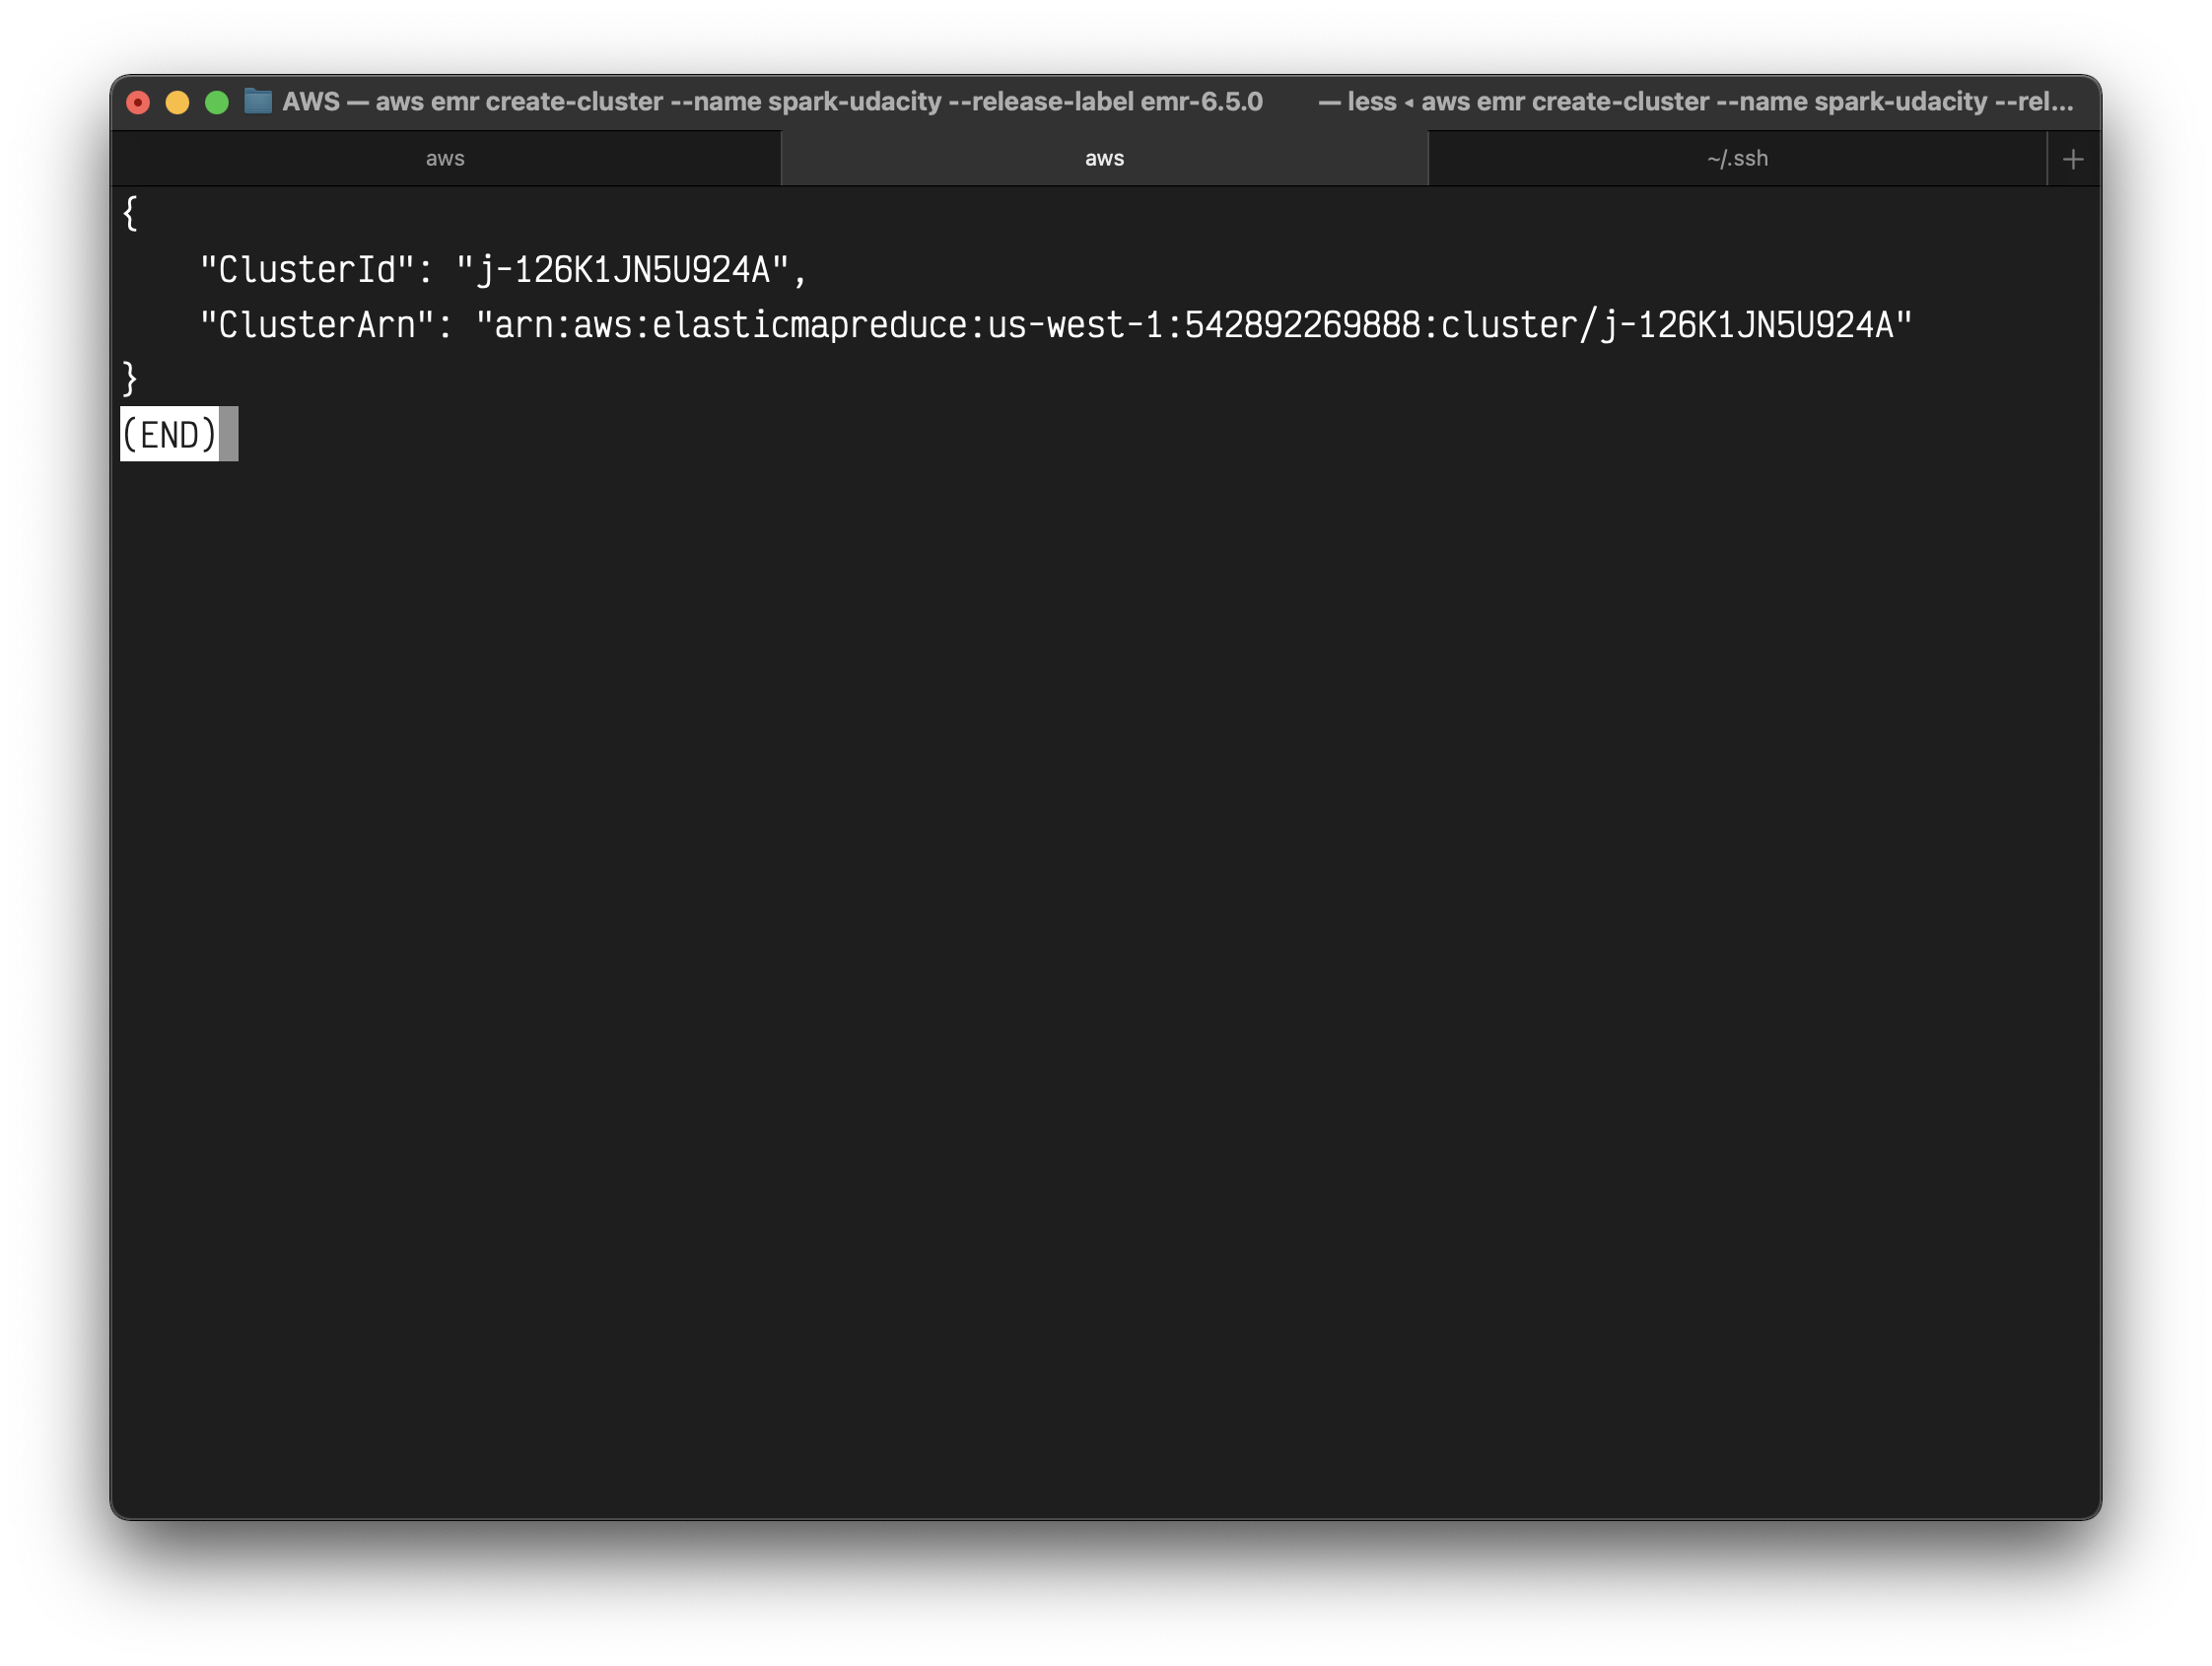 AWS — aws emr create-cluster --name spark-udacity --release-label emr-6.5.0 — less ◂ aws emr create-cluster --name spark-udacity --rel...
aws aws ~/.ssh +
{
    "ClusterId": "j-126K1JN5U924A",
    "ClusterArn": "arn:aws:elasticmapreduce:us-west-1:542892269888:cluster/j-126K1JN5U924A"
}
(END)